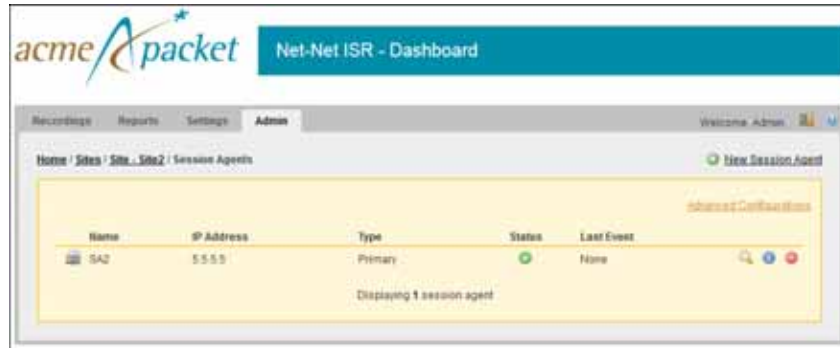 acme packet
Net-Net ISR - Dashboard
Recordings Reports Settings Admin Welcome, Admin
Home / Sites / Site - Site2 / Session Agents New Session Agent
Advanced Configurations
Name IP Address Type Status Last Event
SA2 5.5.5.5 Primary None
Displaying 1 session agent